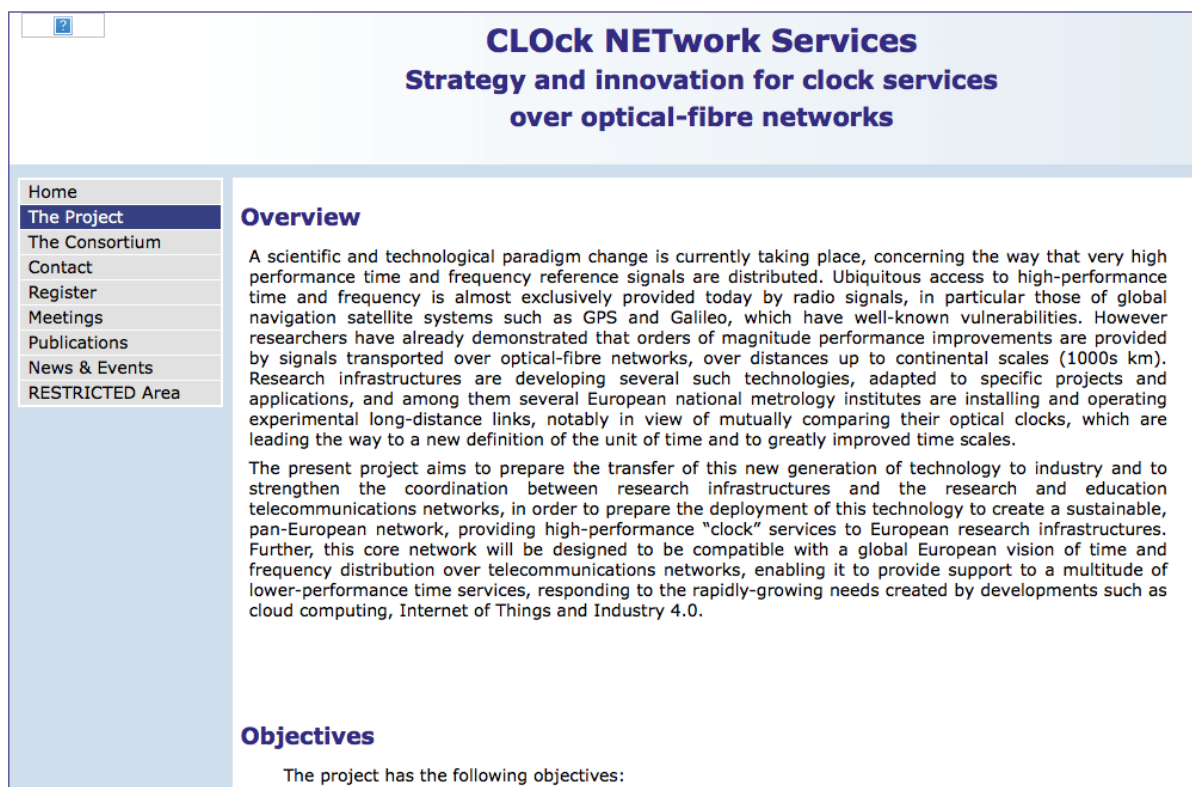 ?
CLOck NETwork Services
Strategy and innovation for clock services
over optical-fibre networks
Home
The Project
The Consortium
Contact
Register
Meetings
Publications
News & Events
RESTRICTED Area
Overview
A scientific and technological paradigm change is currently taking place, concerning the way that very high
performance time and frequency reference signals are distributed. Ubiquitous access to high-performance
time and frequency is almost exclusively provided today by radio signals, in particular those of global
navigation satellite systems such as GPS and Galileo, which have well-known vulnerabilities. However
researchers have already demonstrated that orders of magnitude performance improvements are provided
by signals transported over optical-fibre networks, over distances up to continental scales (1000s km).
Research infrastructures are developing several such technologies, adapted to specific projects and
applications, and among them several European national metrology institutes are installing and operating
experimental long-distance links, notably in view of mutually comparing their optical clocks, which are
leading the way to a new definition of the unit of time and to greatly improved time scales.
The present project aims to prepare the transfer of this new generation of technology to industry and to
strengthen the coordination between research infrastructures and the research and education
telecommunications networks, in order to prepare the deployment of this technology to create a sustainable,
pan-European network, providing high-performance “clock” services to European research infrastructures.
Further, this core network will be designed to be compatible with a global European vision of time and
frequency distribution over telecommunications networks, enabling it to provide support to a multitude of
lower-performance time services, responding to the rapidly-growing needs created by developments such as
cloud computing, Internet of Things and Industry 4.0.
Objectives
The project has the following objectives: